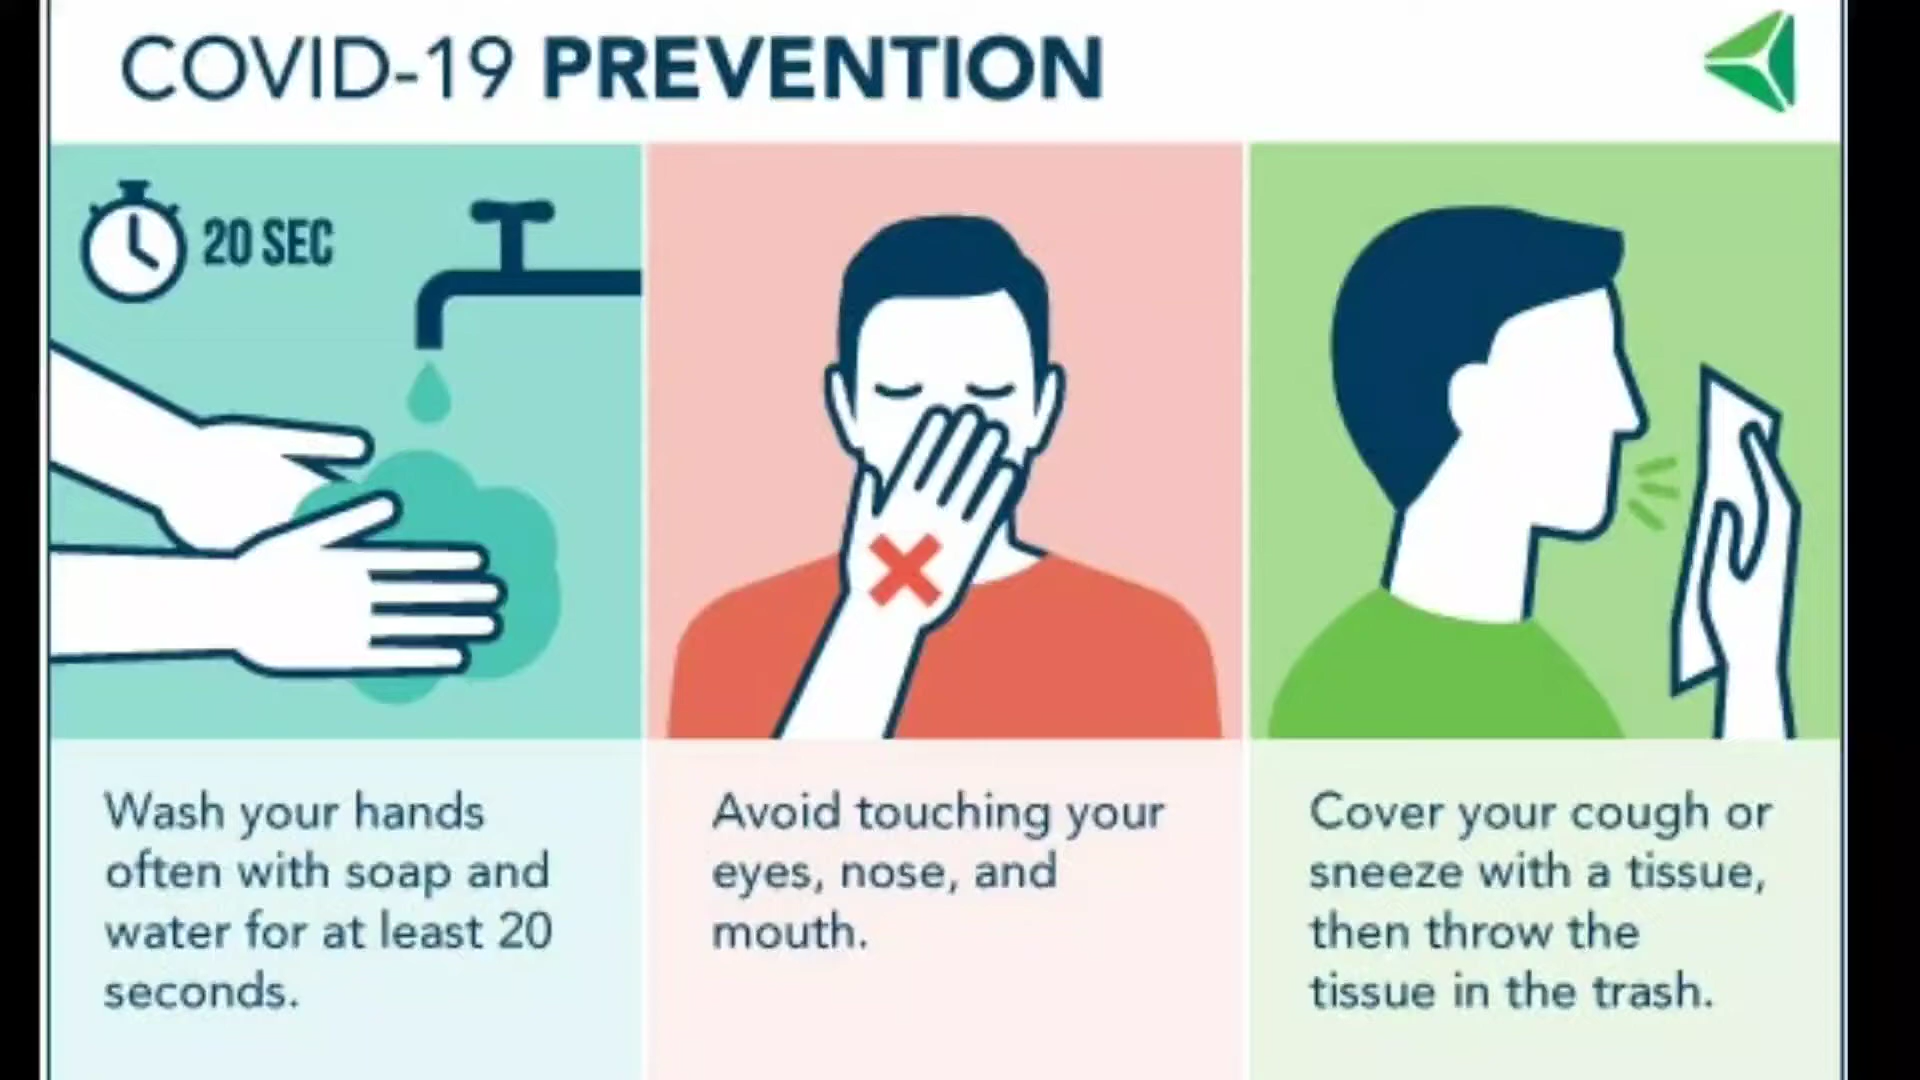 COVID-19 PREVENTION
20 SEC
Wash your hands
often with soap and
water for at least 20
seconds.
Avoid touching your
eyes, nose, and
mouth.
Cover your cough or
sneeze with a tissue,
then throw the
tissue in the trash.